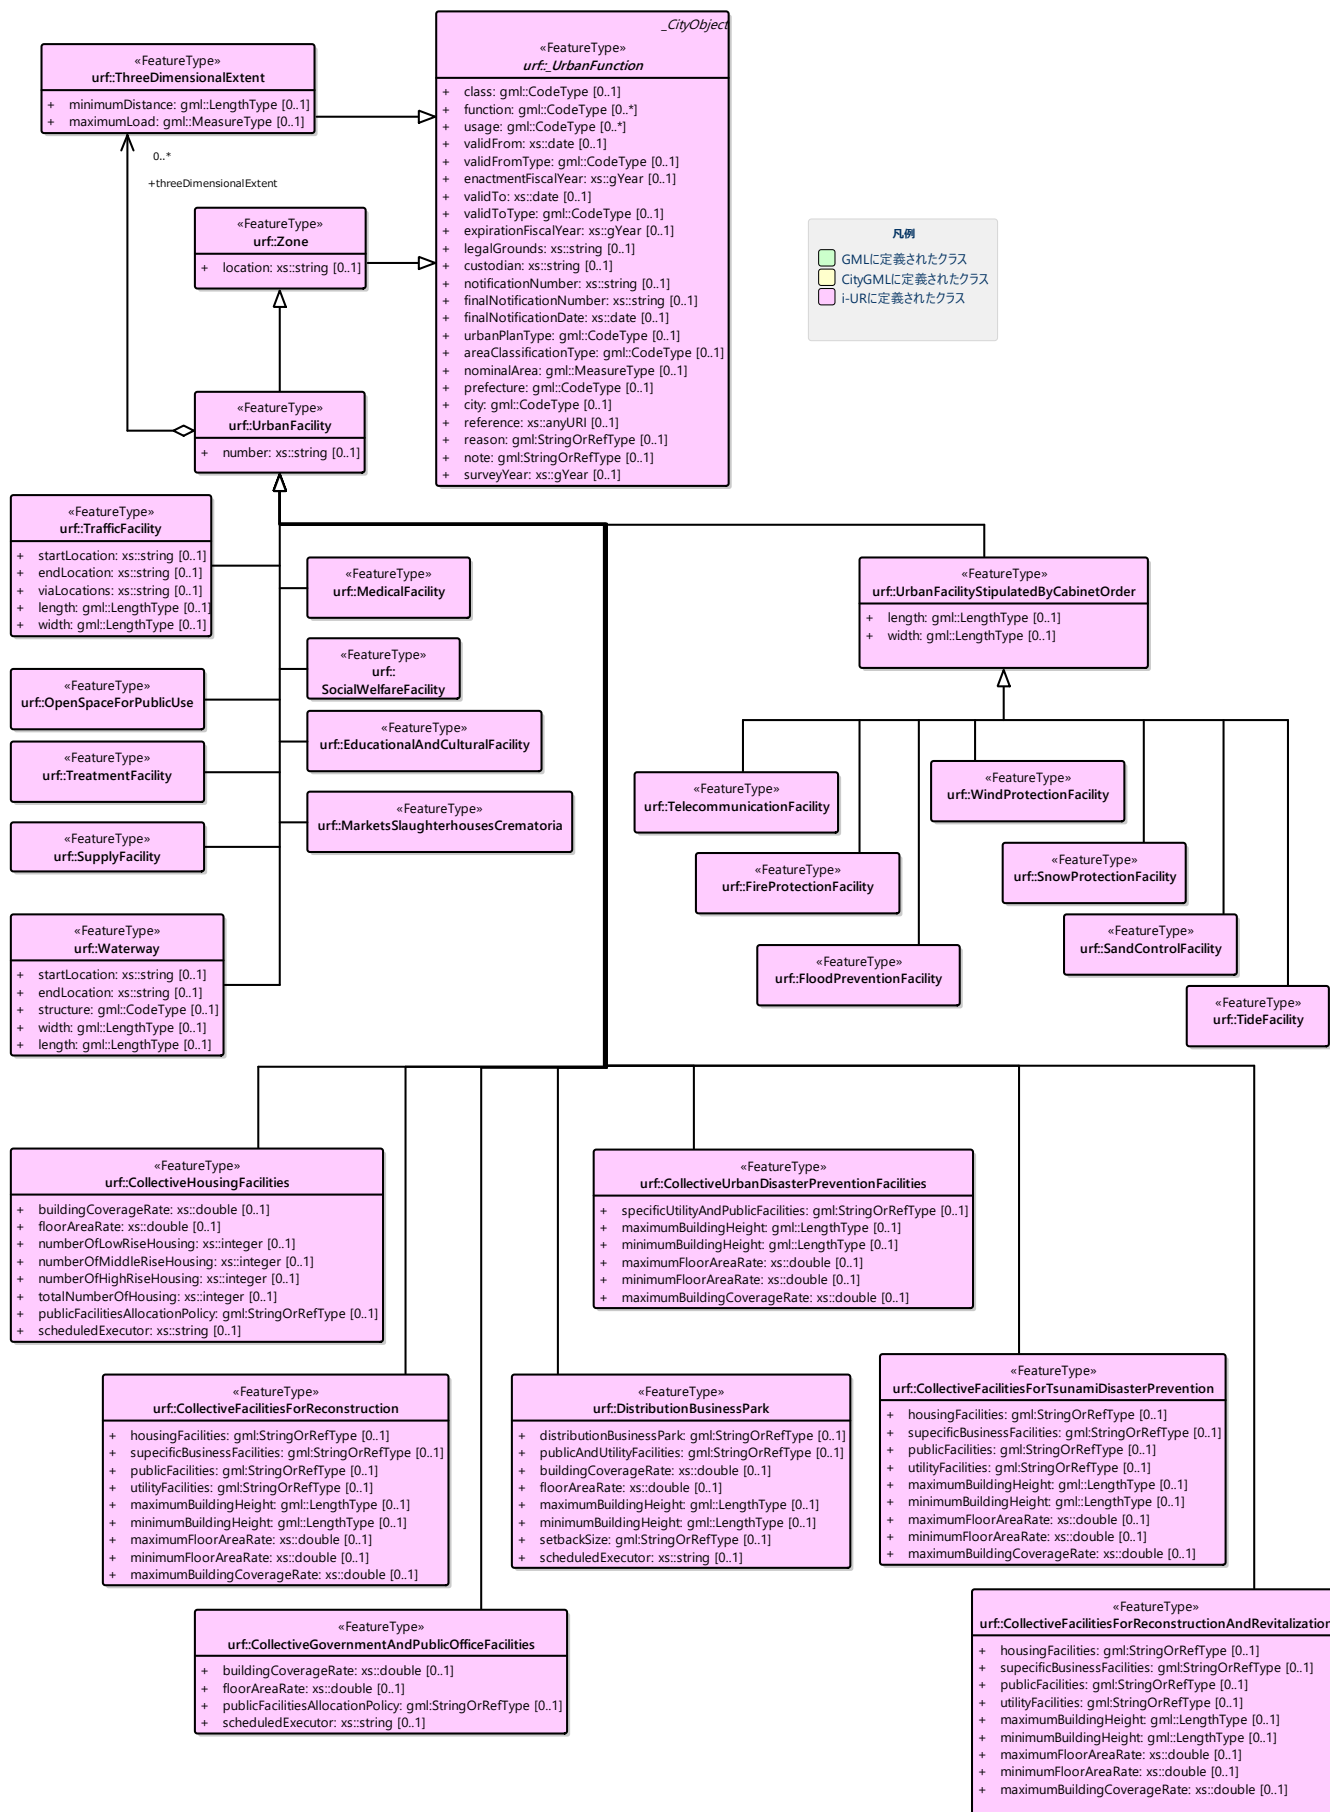 _CityObject
«FeatureType»
urf::_UrbanFunction
+ class: gml::CodeType [0..1]
+ function: gml::CodeType [0..*]
+ usage: gml::CodeType [0..*]
+ validFrom: xs::date [0..1]
+ validFromType: gml::CodeType [0..1]
+ enactmentFiscalYear: xs::gYear [0..1]
+ validTo: xs::date [0..1]
+ validToType: gml::CodeType [0..1]
+ expirationFiscalYear: xs::gYear [0..1]
+ legalGrounds: xs::string [0..1]
+ custodian: xs::string [0..1]
+ notificationNumber: xs::string [0..1]
+ finalNotificationNumber: xs::string [0..1]
+ finalNotificationDate: xs::date [0..1]
+ urbanPlanType: gml::CodeType [0..1]
+ areaClassificationType: gml::CodeType [0..1]
+ nominalArea: gml::MeasureType [0..1]
+ prefecture: gml::CodeType [0..1]
+ city: gml::CodeType [0..1]
+ reference: xs::anyURI [0..1]
+ reason: gml:StringOrRefType [0..1]
+ note: gml:StringOrRefType [0..1]
+ surveyYear: xs::gYear [0..1]
«FeatureType»
urf::ThreeDimensionalExtent
+ minimumDistance: gml::LengthType [0..1]
+ maximumLoad: gml::MeasureType [0..1]
0..*
+threeDimensionalExtent
«FeatureType»
urf::Zone
+ location: xs::string [0..1]
凡例
GMLに定義されたクラス
CityGMLに定義されたクラス
i-URに定義されたクラス
«FeatureType»
urf::UrbanFacility
+ number: xs::string [0..1]
«FeatureType»
urf::TrafficFacility
+ startLocation: xs::string [0..1]
+ endLocation: xs::string [0..1]
+ viaLocations: xs::string [0..1]
+ length: gml::LengthType [0..1]
+ width: gml::LengthType [0..1]
«FeatureType»
urf::MedicalFacility
«FeatureType»
urf::
SocialWelfareFacility
«FeatureType»
urf::OpenSpaceForPublicUse
«FeatureType»
urf::EducationalAndCulturalFacility
«FeatureType»
urf::TreatmentFacility
«FeatureType»
urf::MarketsSlaughterhousesCrematoria
«FeatureType»
urf::SupplyFacility
«FeatureType»
urf::Waterway
+ startLocation: xs::string [0..1]
+ endLocation: xs::string [0..1]
+ structure: gml::CodeType [0..1]
+ width: gml::LengthType [0..1]
+ length: gml::LengthType [0..1]
«FeatureType»
urf::UrbanFacilityStipulatedByCabinetOrder
+ length: gml::LengthType [0..1]
+ width: gml::LengthType [0..1]
«FeatureType»
urf::TelecommunicationFacility
«FeatureType»
urf::WindProtectionFacility
«FeatureType»
urf::FireProtectionFacility
«FeatureType»
urf::SnowProtectionFacility
«FeatureType»
urf::SandControlFacility
«FeatureType»
urf::FloodPreventionFacility
«FeatureType»
urf::TideFacility
«FeatureType»
urf::CollectiveHousingFacilities
+ buildingCoverageRate: xs::double [0..1]
+ floorAreaRate: xs::double [0..1]
+ numberOfLowRiseHousing: xs::integer [0..1]
+ numberOfMiddleRiseHousing: xs::integer [0..1]
+ numberOfHighRiseHousing: xs::integer [0..1]
+ totalNumberOfHousing: xs::integer [0..1]
+ publicFacilitiesAllocationPolicy: gml:StringOrRefType [0..1]
+ scheduledExecutor: xs::string [0..1]
«FeatureType»
urf::CollectiveUrbanDisasterPreventionFacilities
+ specificUtilityAndPublicFacilities: gml:StringOrRefType [0..1]
+ maximumBuildingHeight: gml::LengthType [0..1]
+ minimumBuildingHeight: gml::LengthType [0..1]
+ maximumFloorAreaRate: xs::double [0..1]
+ minimumFloorAreaRate: xs::double [0..1]
+ maximumBuildingCoverageRate: xs::double [0..1]
«FeatureType»
urf::CollectiveFacilitiesForReconstruction
+ housingFacilities: gml:StringOrRefType [0..1]
+ supecificBusinessFacilities: gml:StringOrRefType [0..1]
+ publicFacilities: gml:StringOrRefType [0..1]
+ utilityFacilities: gml:StringOrRefType [0..1]
+ maximumBuildingHeight: gml::LengthType [0..1]
+ minimumBuildingHeight: gml::LengthType [0..1]
+ maximumFloorAreaRate: xs::double [0..1]
+ minimumFloorAreaRate: xs::double [0..1]
+ maximumBuildingCoverageRate: xs::double [0..1]
«FeatureType»
urf::DistributionBusinessPark
+ distributionBusinessPark: gml:StringOrRefType [0..1]
+ publicAndUtilityFacilities: gml:StringOrRefType [0..1]
+ buildingCoverageRate: xs::double [0..1]
+ floorAreaRate: xs::double [0..1]
+ maximumBuildingHeight: gml::LengthType [0..1]
+ minimumBuildingHeight: gml::LengthType [0..1]
+ setbackSize: gml:StringOrRefType [0..1]
+ scheduledExecutor: xs::string [0..1]
«FeatureType»
urf::CollectiveFacilitiesForTsunamiDisasterPrevention
+ housingFacilities: gml:StringOrRefType [0..1]
+ supecificBusinessFacilities: gml:StringOrRefType [0..1]
+ publicFacilities: gml:StringOrRefType [0..1]
+ utilityFacilities: gml:StringOrRefType [0..1]
+ maximumBuildingHeight: gml::LengthType [0..1]
+ minimumBuildingHeight: gml::LengthType [0..1]
+ maximumFloorAreaRate: xs::double [0..1]
+ minimumFloorAreaRate: xs::double [0..1]
+ maximumBuildingCoverageRate: xs::double [0..1]
«FeatureType»
urf::CollectiveGovernmentAndPublicOfficeFacilities
+ buildingCoverageRate: xs::double [0..1]
+ floorAreaRate: xs::double [0..1]
+ publicFacilitiesAllocationPolicy: gml:StringOrRefType [0..1]
+ scheduledExecutor: xs::string [0..1]
«FeatureType»
urf::CollectiveFacilitiesForReconstructionAndRevitalization
+ housingFacilities: gml:StringOrRefType [0..1]
+ supecificBusinessFacilities: gml:StringOrRefType [0..1]
+ publicFacilities: gml:StringOrRefType [0..1]
+ utilityFacilities: gml:StringOrRefType [0..1]
+ maximumBuildingHeight: gml::LengthType [0..1]
+ minimumBuildingHeight: gml::LengthType [0..1]
+ maximumFloorAreaRate: xs::double [0..1]
+ minimumFloorAreaRate: xs::double [0..1]
+ maximumBuildingCoverageRate: xs::double [0..1]